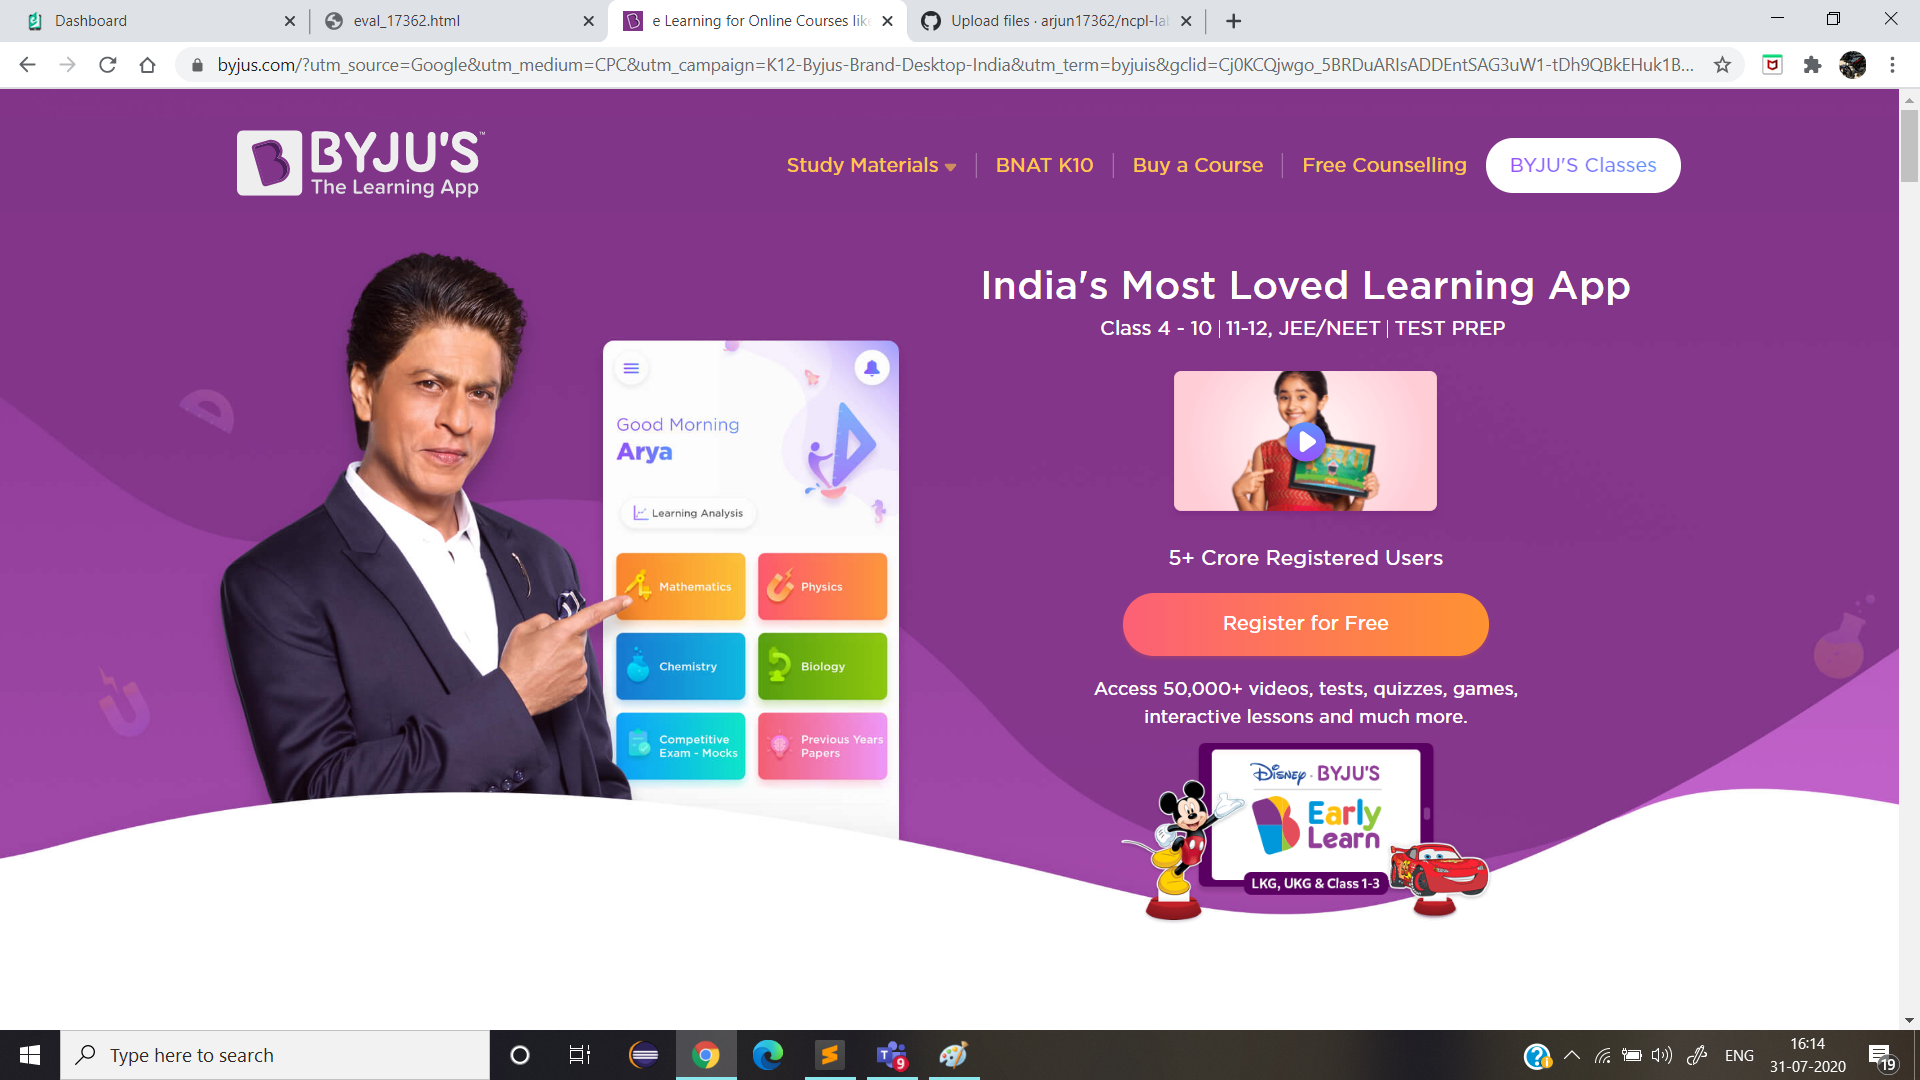 Dashboard
eval_17362.html
e Learning for Online Courses lik
Upload files · arjun17362/ncpl-la
byjus.com/?utm_source=Google&utm_medium=CPC&utm_campaign=K12-Byjus-Brand-Desktop-India&utm_term=byjuis&gclid=Cj0KCQjwgo_5BRDuARIsADDEntSAG3uW1-tDh9QBkEHuk1B...
BYJU'S™
The Learning App
Study Materials
BNAT K10
Buy a Course
Free Counselling
BYJU'S Classes
India's Most Loved Learning App
Class 4 - 10 | 11-12, JEE/NEET | TEST PREP
Good Morning
Arya
Learning Analysis
Mathematics
Physics
Chemistry
Biology
Competitive
Exam - Mocks
Previous Years
Papers
5+ Crore Registered Users
Register for Free
Access 50,000+ videos, tests, quizzes, games,
interactive lessons and much more.
Disney · BYJU'S
Early
Learn
LKG, UKG & Class 1-3
Type here to search
9
ENG
16:14
31-07-2020
19